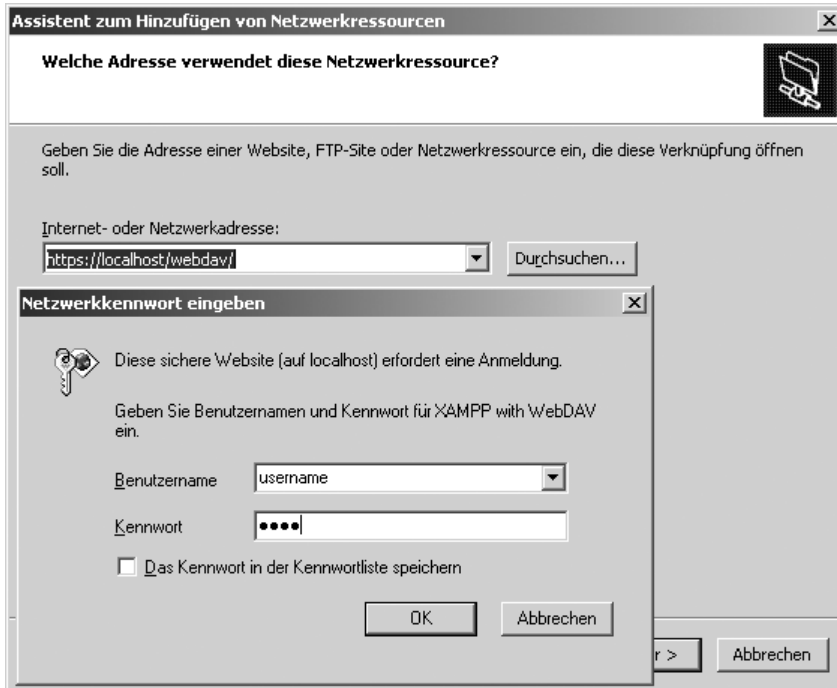 Assistent zum Hinzufügen von Netzwerkressourcen
Welche Adresse verwendet diese Netzwerkressource?
Geben Sie die Adresse einer Website, FTP-Site oder Netzwerkressource ein, die diese Verknüpfung öffnen
soll.
Internet- oder Netzwerkadresse:
https://localhost/webdav/
Durchsuchen...
Netzwerkkennwort eingeben
Diese sichere Website (auf localhost) erfordert eine Anmeldung.
Geben Sie Benutzernamen und Kennwort für XAMPP with WebDAV
ein.
Benutzername
username
Kennwort
●●●●
Das Kennwort in der Kennwortliste speichern
OK
Abbrechen
r >
Abbrechen